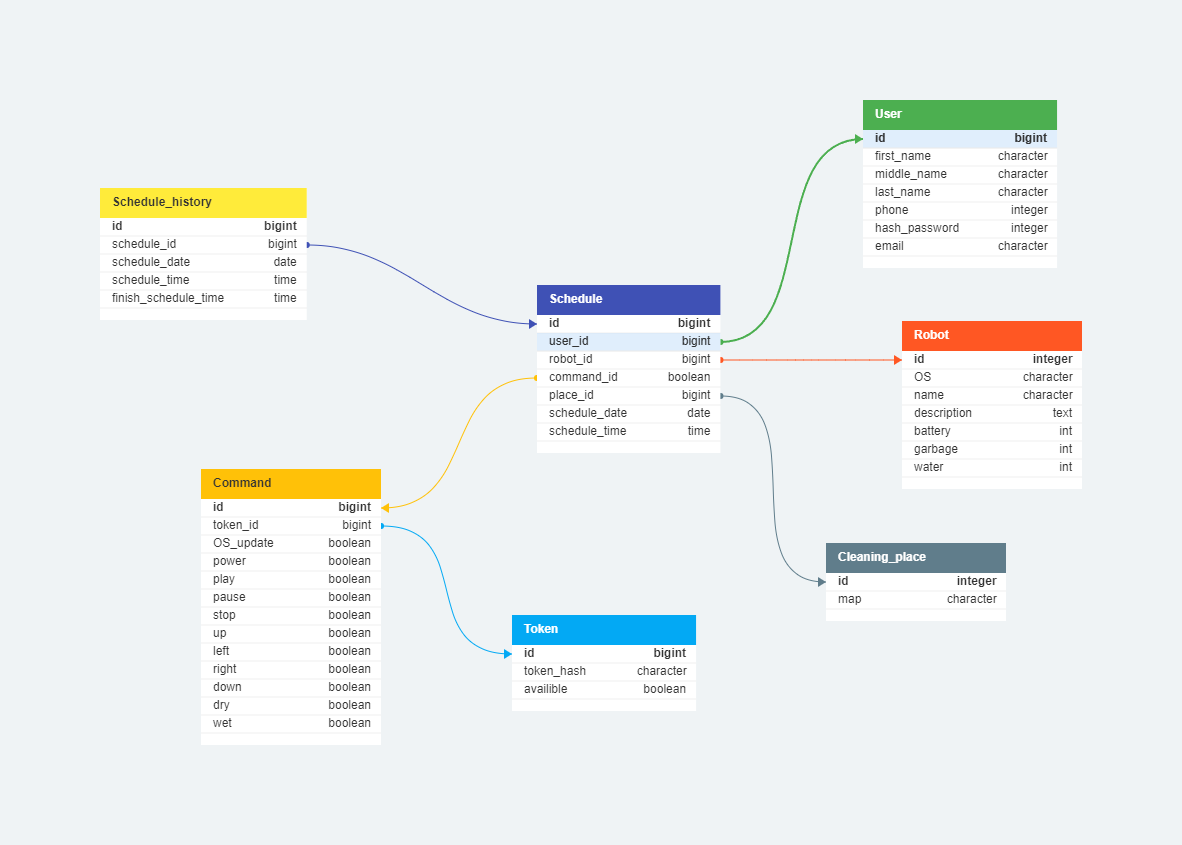 User
id bigint
first_name character
middle_name character
last_name character
phone integer
hash_password integer
email character
Schedule_history
id bigint
schedule_id bigint
schedule_date date
schedule_time time
finish_schedule_time time
Schedule
id bigint
user_id bigint
robot_id bigint
command_id boolean
place_id bigint
schedule_date date
schedule_time time
Robot
id integer
OS character
name character
description text
battery int
garbage int
water int
Command
id bigint
token_id bigint
OS_update boolean
power boolean
play boolean
pause boolean
stop boolean
up boolean
left boolean
right boolean
down boolean
dry boolean
wet boolean
Cleaning_place
id integer
map character
Token
id bigint
token_hash character
availible boolean